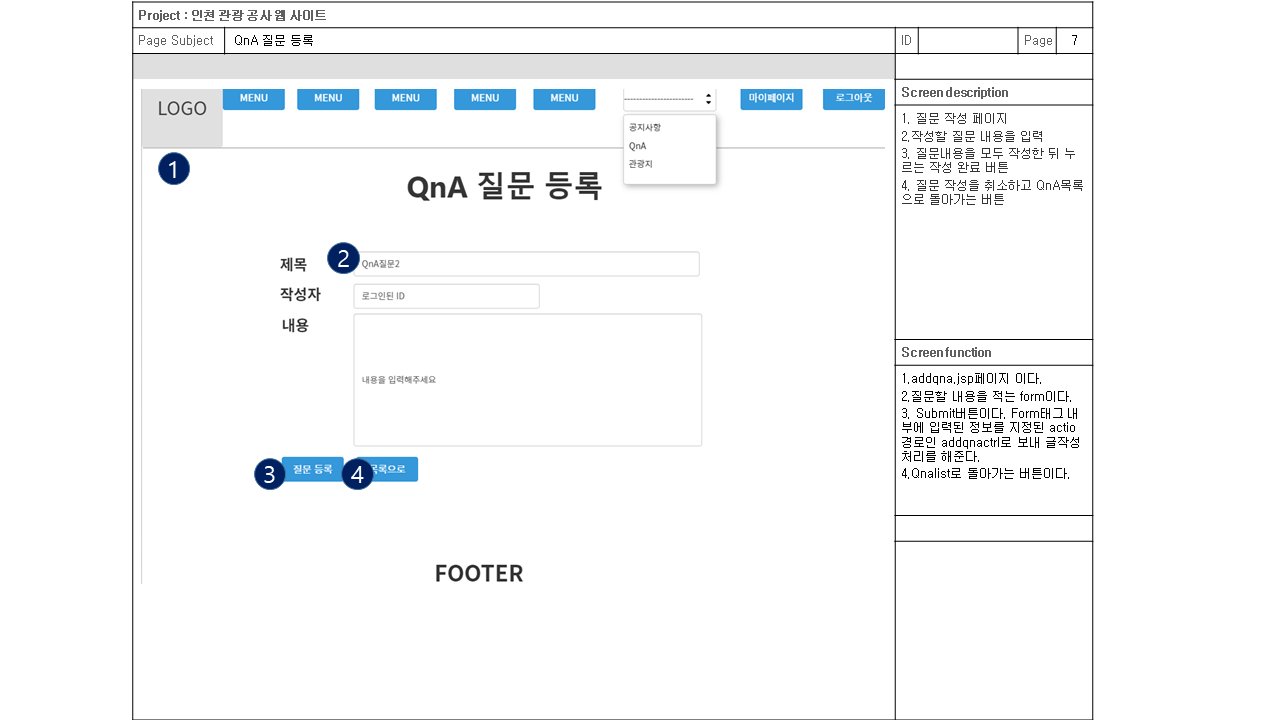 Project : 인천 관광 공사 웹 사이트
Page Subject QnA 질문 등록 ID Page 7
LOGO MENU MENU MENU MENU MENU ----------------------- 마이페이지 로그아웃
공지사항
QnA
관광지
1
QnA 질문 등록
제목 2 QnA질문2
작성자 로그인된 ID
내용
내용을 입력해주세요
3 질문 등록 4 목록으로
FOOTER
Screen description
1. 질문 작성 페이지
2.작성할 질문 내용을 입력
3. 질문내용을 모두 작성한 뒤 누
르는 작성 완료 버튼
4. 질문 작성을 취소하고 QnA목록
으로 돌아가는 버튼
Screen function
1.addqna.jsp페이지 이다.
2.질문할 내용을 적는 form이다.
3. Submit버튼이다. Form태그 내
부에 입력된 정보를 지정된 actio
경로인 addqnactrl로 보내 글작성
처리를 해준다.
4.Qnalist로 돌아가는 버튼이다.